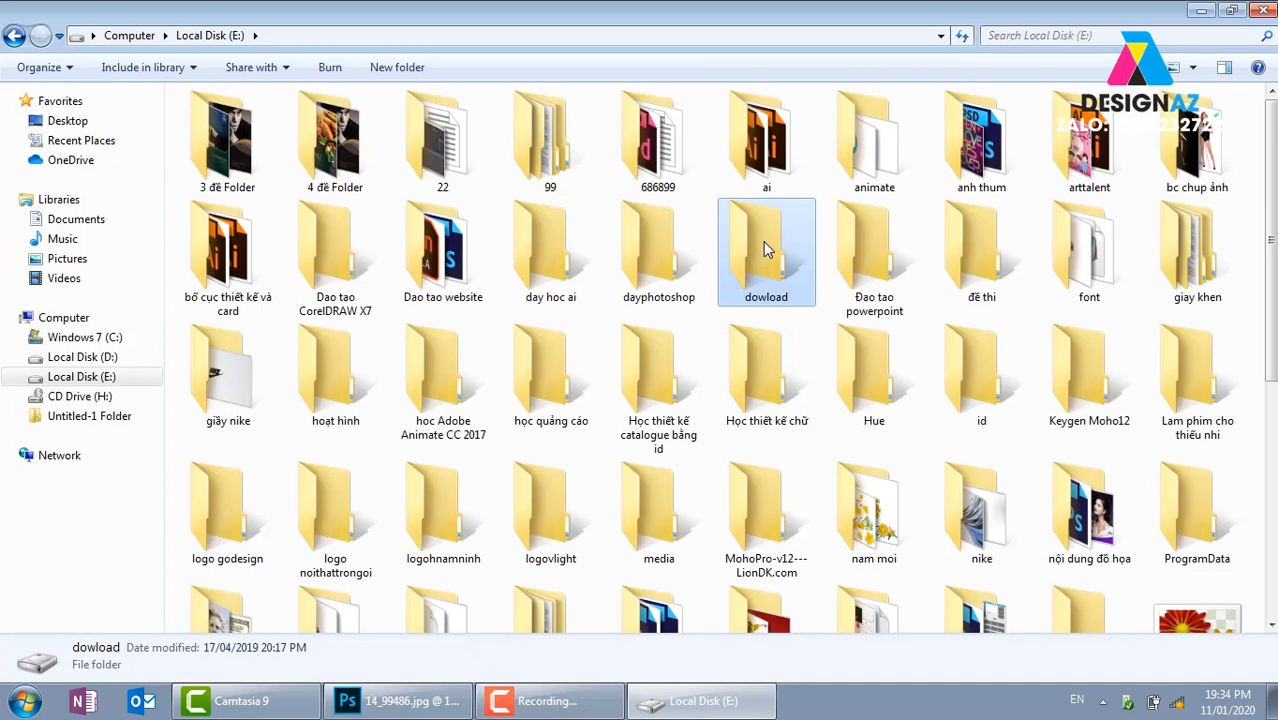 Computer
Local Disk (E:)
Search Local Disk (E:)
Organize
Include in library
Share with
Burn
New folder
DESIGNAZ
ZALO:
Favorites
Desktop
Recent Places
OneDrive
Libraries
Documents
Music
Pictures
Videos
Computer
Windows 7 (C:)
Local Disk (D:)
Local Disk (E:)
CD Drive (H:)
Untitled-1 Folder
Network
3 đề Folder
4 đề Folder
22
99
686899
ai
animate
anh thum
arttalent
bc chup ảnh
bố cục thiết kế và
card
Dao tao
CorelDRAW X7
Dao tao website
day hoc ai
dayphotoshop
dowload
Đao tao
powerpoint
đề thi
font
giay khen
giầy nike
hoạt hình
hoc Adobe
Animate CC 2017
học quảng cáo
Học thiết kế
catalogue bằng
id
Học thiết kế chữ
Hue
id
Keygen Moho12
Lam phim cho
thiếu nhi
logo godesign
logo
noithattrongoi
logohnamninh
logovlight
media
MohoPro-v12---
LionDK.com
nam moi
nike
nội dung đồ họa
ProgramData
dowload
Date modified: 17/04/2019 20:17 PM
File folder
Camtasia 9
14_99486.jpg @ 1...
Recording...
Local Disk (E:)
EN
19:34 PM
11/01/2020